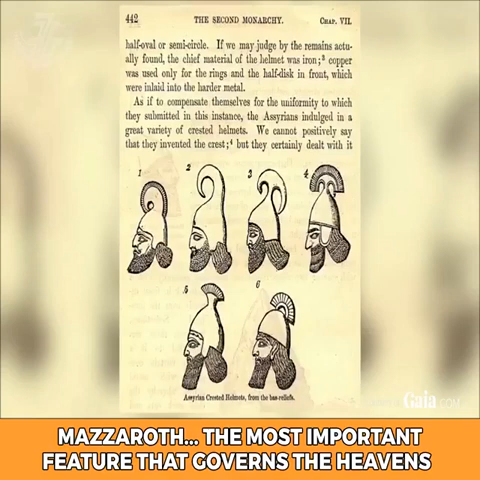 442 THE SECOND MONARCHY. CHAP. VII.
half-oval or semi-circle. If we may judge by the remains actu-
ally found, the chief material of the helmet was iron;³ copper
was used only for the rings and the half-disk in front, which
were inlaid into the harder metal.
As if to compensate themselves for the uniformity to which
they submitted in this instance, the Assyrians indulged in a
great variety of crested helmets. We cannot positively say
that they invented the crest;⁴ but they certainly dealt with it
1 2 3 4
5 6
Assyrian Crested Helmets, from the bas-reliefs.
Gaia.COM
MAZZAROTH... THE MOST IMPORTANT
FEATURE THAT GOVERNS THE HEAVENS